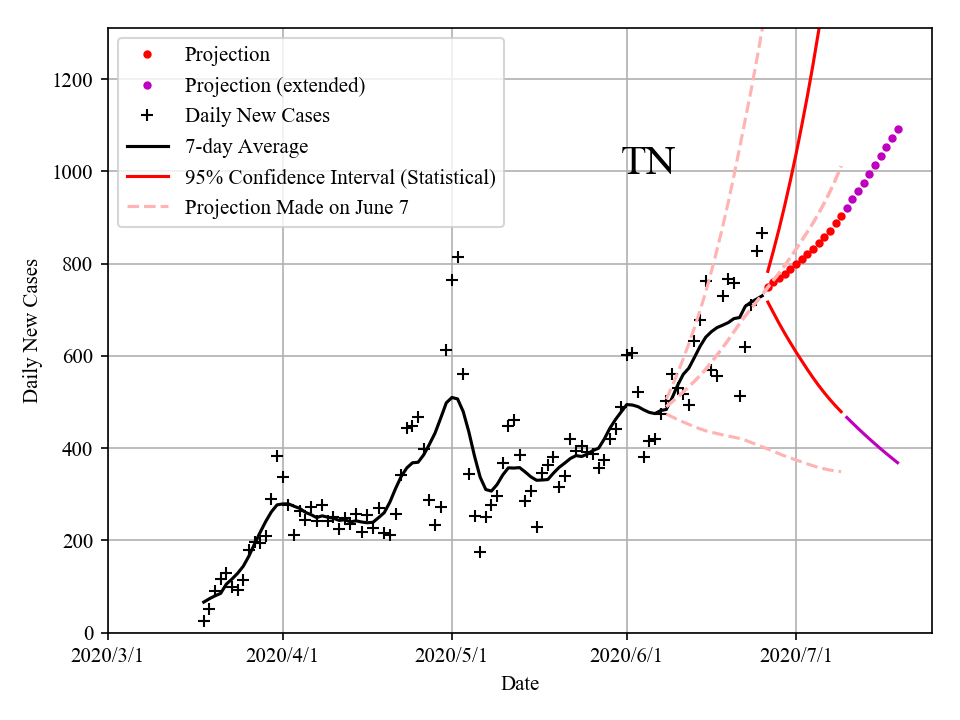 Projection
Projection (extended)
Daily New Cases
7-day Average
95% Confidence Interval (Statistical)
Projection Made on June 7
TN
1200
1000
800
600
400
200
0
Daily New Cases
2020/3/1 2020/4/1 2020/5/1 2020/6/1 2020/7/1
Date